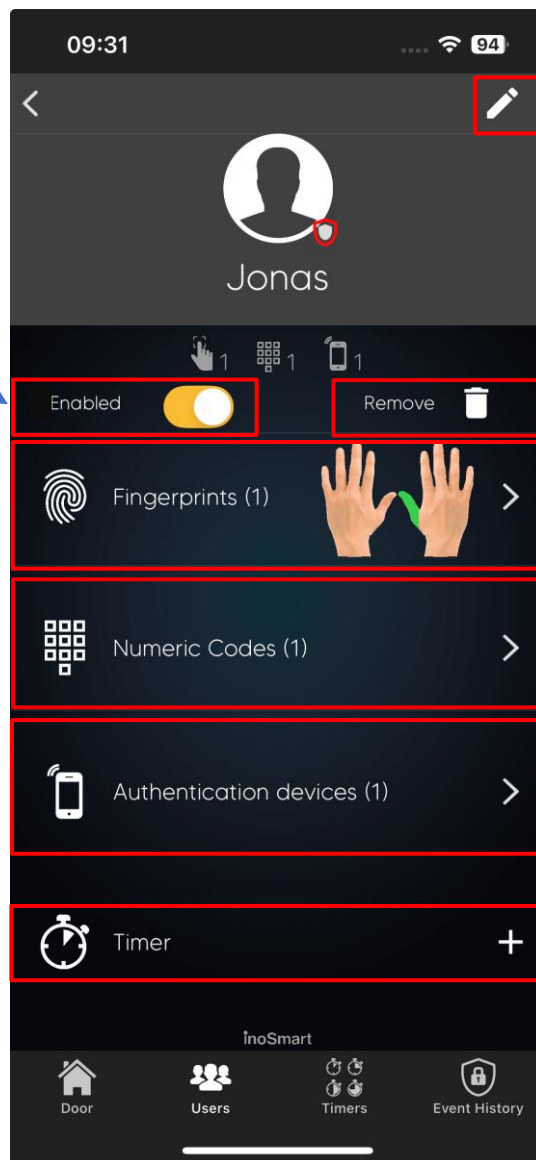 09:31
94
Jonas
1 1 1
Enabled Remove
Fingerprints (1)
Numeric Codes (1)
Authentication devices (1)
Timer
inoSmart
Door Users Timers Event History